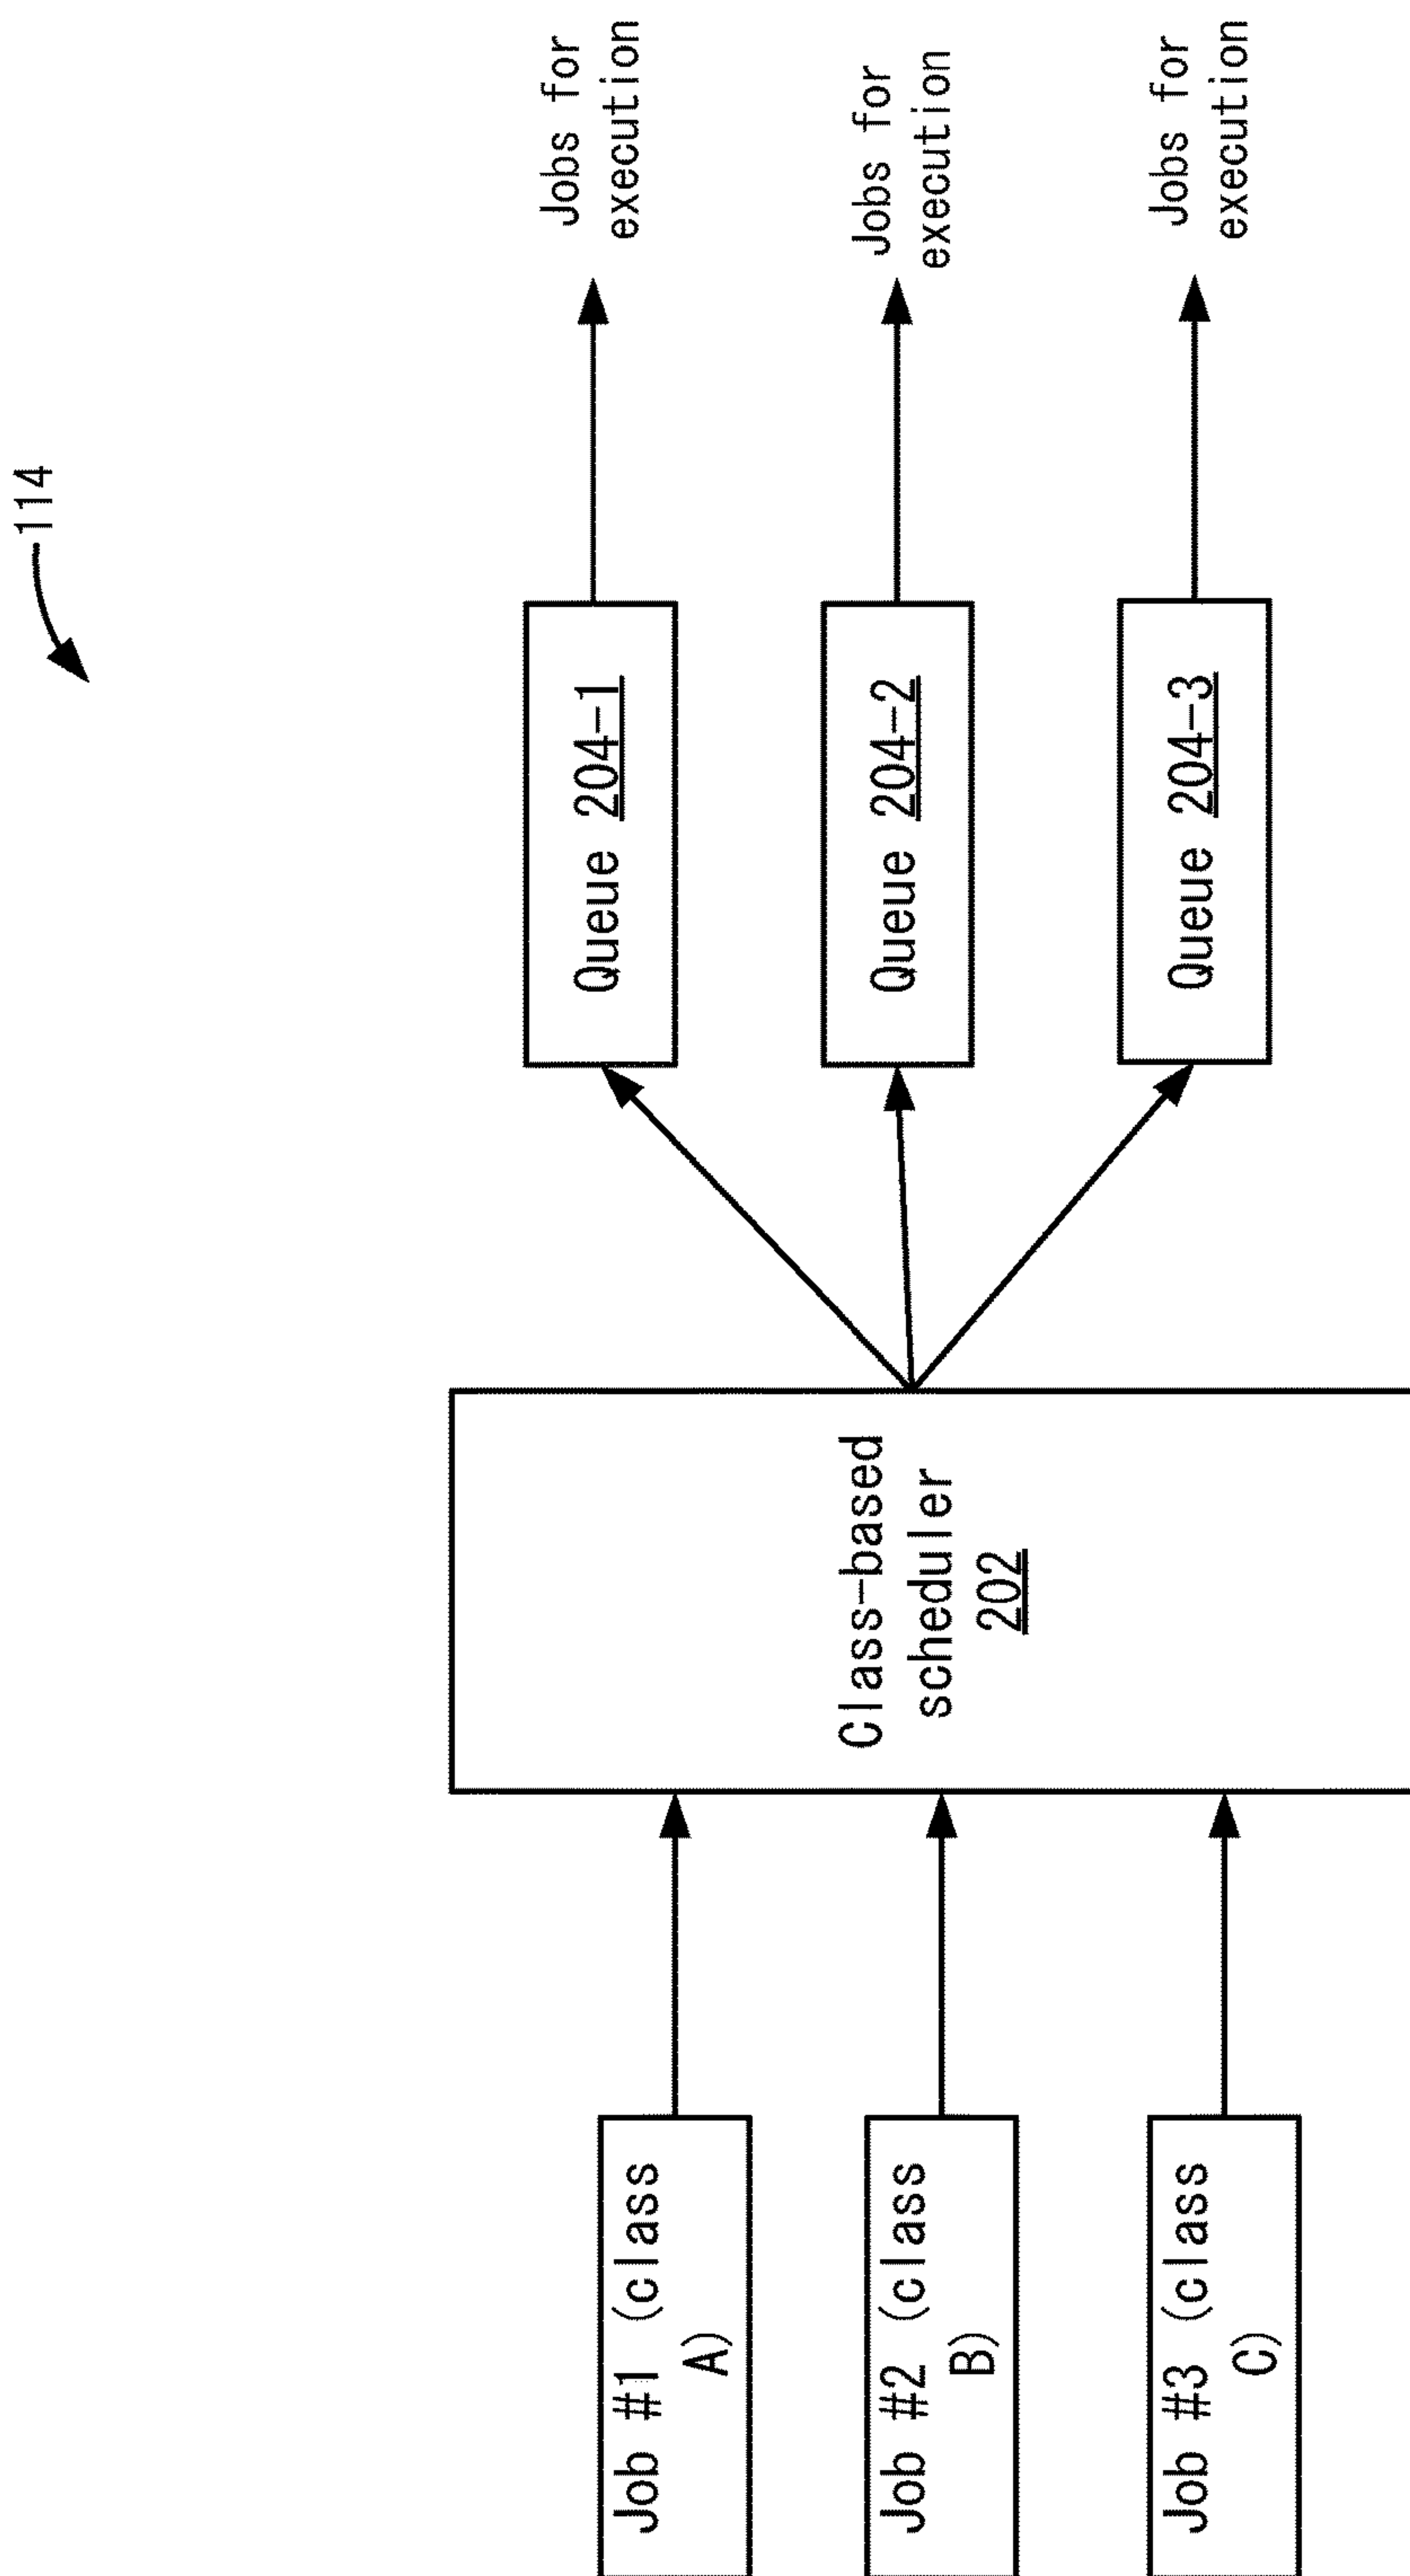 114
Job #1 (class
A)
Job #2 (class
B)
Job #3 (class
C)
Class-based
scheduler
202
Queue 204-1
Queue 204-2
Queue 204-3
Jobs for
execution
Jobs for
execution
Jobs for
execution